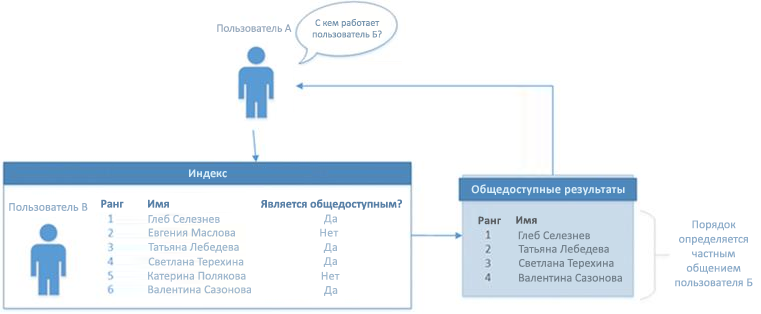 Пользователь А
С кем работает
пользователь Б?
Индекс
Пользователь В
Ранг Имя Является общедоступным?
1 Глеб Селезнев Да
2 Евгения Маслова Нет
3 Татьяна Лебедева Да
4 Светлана Терехина Да
5 Катерина Полякова Нет
6 Валентина Сазонова Да
Общедоступные результаты
Ранг Имя
1 Глеб Селезнев
2 Татьяна Лебедева
3 Светлана Терехина
4 Валентина Сазонова
Порядок
определяется
частным
общением
пользователя Б